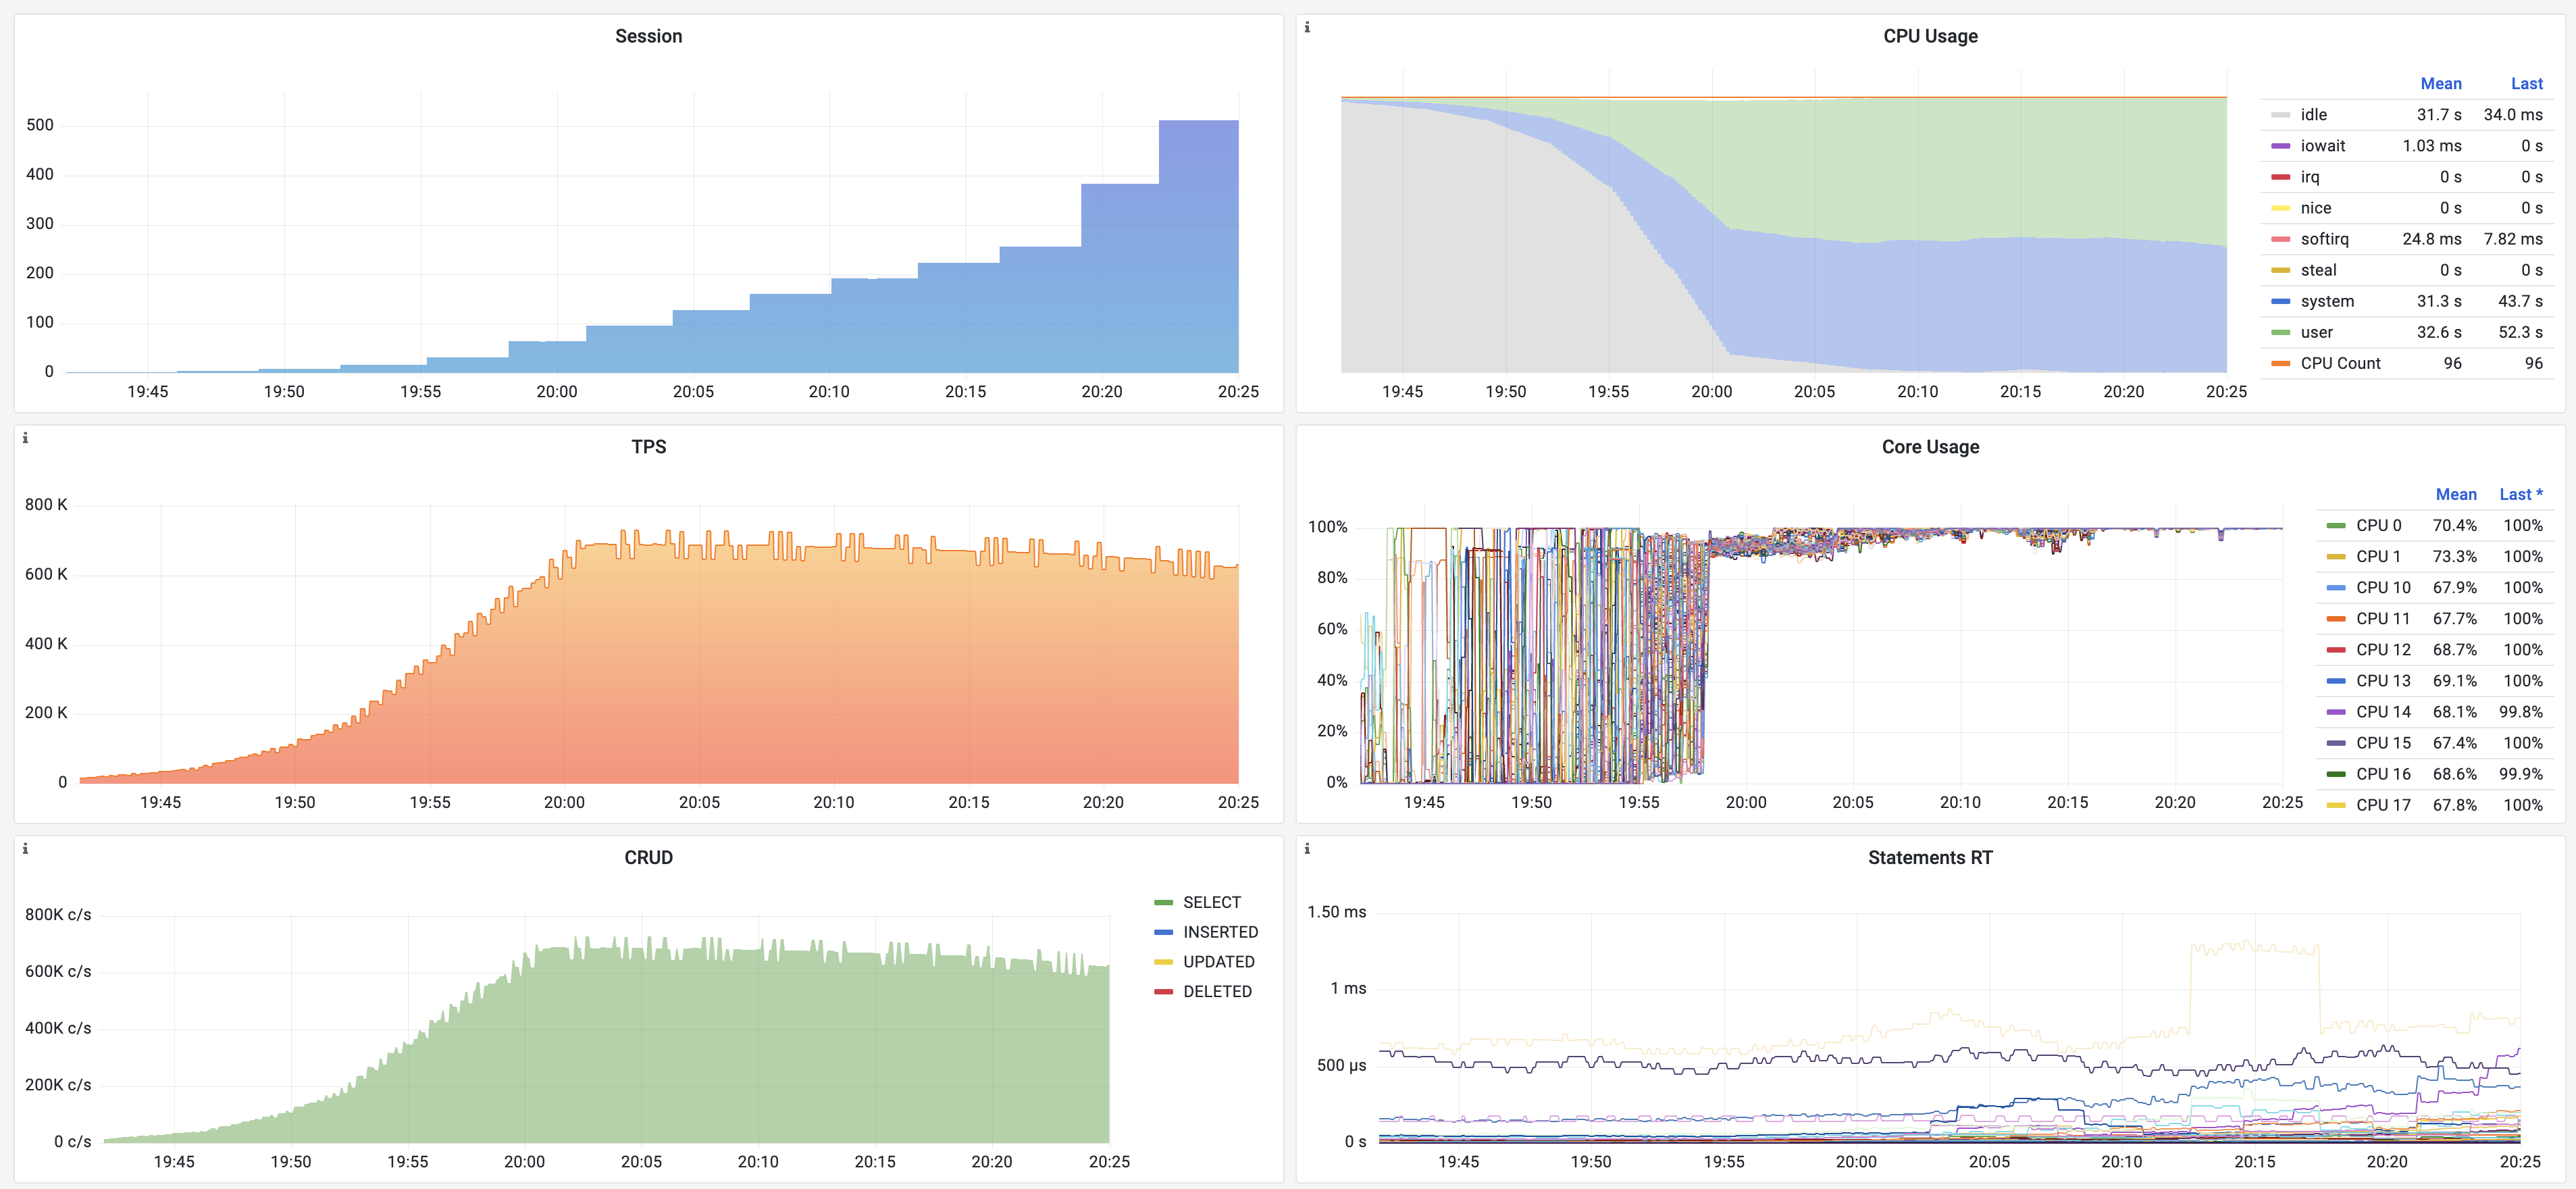 Session
500
400
300
200
100
0
19:45 19:50 19:55 20:00 20:05 20:10 20:15 20:20 20:25
i
CPU Usage
19:45 19:50 19:55 20:00 20:05 20:10 20:15 20:20 20:25
Mean Last
idle 31.7 s 34.0 ms
iowait 1.03 ms 0 s
irq 0 s 0 s
nice 0 s 0 s
softirq 24.8 ms 7.82 ms
steal 0 s 0 s
system 31.3 s 43.7 s
user 32.6 s 52.3 s
CPU Count 96 96
i
TPS
800 K
600 K
400 K
200 K
0
19:45 19:50 19:55 20:00 20:05 20:10 20:15 20:20 20:25
Core Usage
100%
80%
60%
40%
20%
0%
19:45 19:50 19:55 20:00 20:05 20:10 20:15 20:20 20:25
Mean Last *
CPU 0 70.4% 100%
CPU 1 73.3% 100%
CPU 10 67.9% 100%
CPU 11 67.7% 100%
CPU 12 68.7% 100%
CPU 13 69.1% 100%
CPU 14 68.1% 99.8%
CPU 15 67.4% 100%
CPU 16 68.6% 99.9%
CPU 17 67.8% 100%
i
CRUD
800K c/s
600K c/s
400K c/s
200K c/s
0 c/s
19:45 19:50 19:55 20:00 20:05 20:10 20:15 20:20 20:25
SELECT
INSERTED
UPDATED
DELETED
i
Statements RT
1.50 ms
1 ms
500 µs
0 s
19:45 19:50 19:55 20:00 20:05 20:10 20:15 20:20 20:25